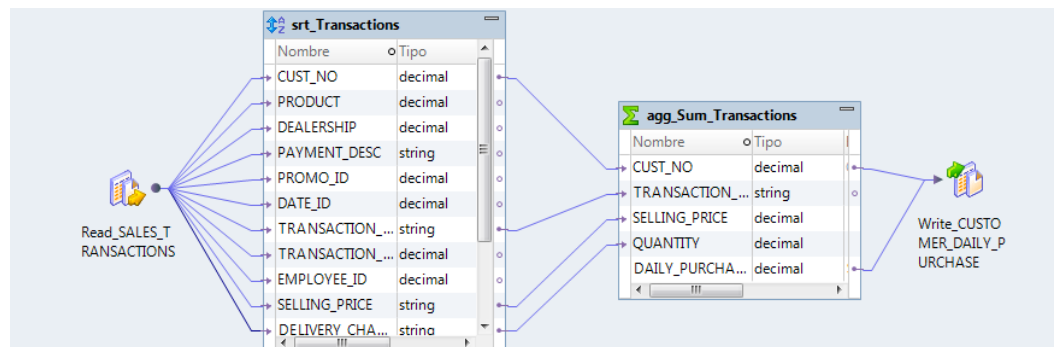 srt_Transactions
Nombre Tipo
CUST_NO decimal
PRODUCT decimal
DEALERSHIP decimal
PAYMENT_DESC string
PROMO_ID decimal
DATE_ID decimal
TRANSACTION_... string
TRANSACTION_... decimal
EMPLOYEE_ID decimal
SELLING_PRICE string
DELIVERY_CHA... string
Read_SALES_T
RANSACTIONS
agg_Sum_Transactions
Nombre Tipo
CUST_NO decimal
TRANSACTION_... string
SELLING_PRICE decimal
QUANTITY decimal
DAILY_PURCHA... decimal
Write_CUSTO
MER_DAILY_P
URCHASE